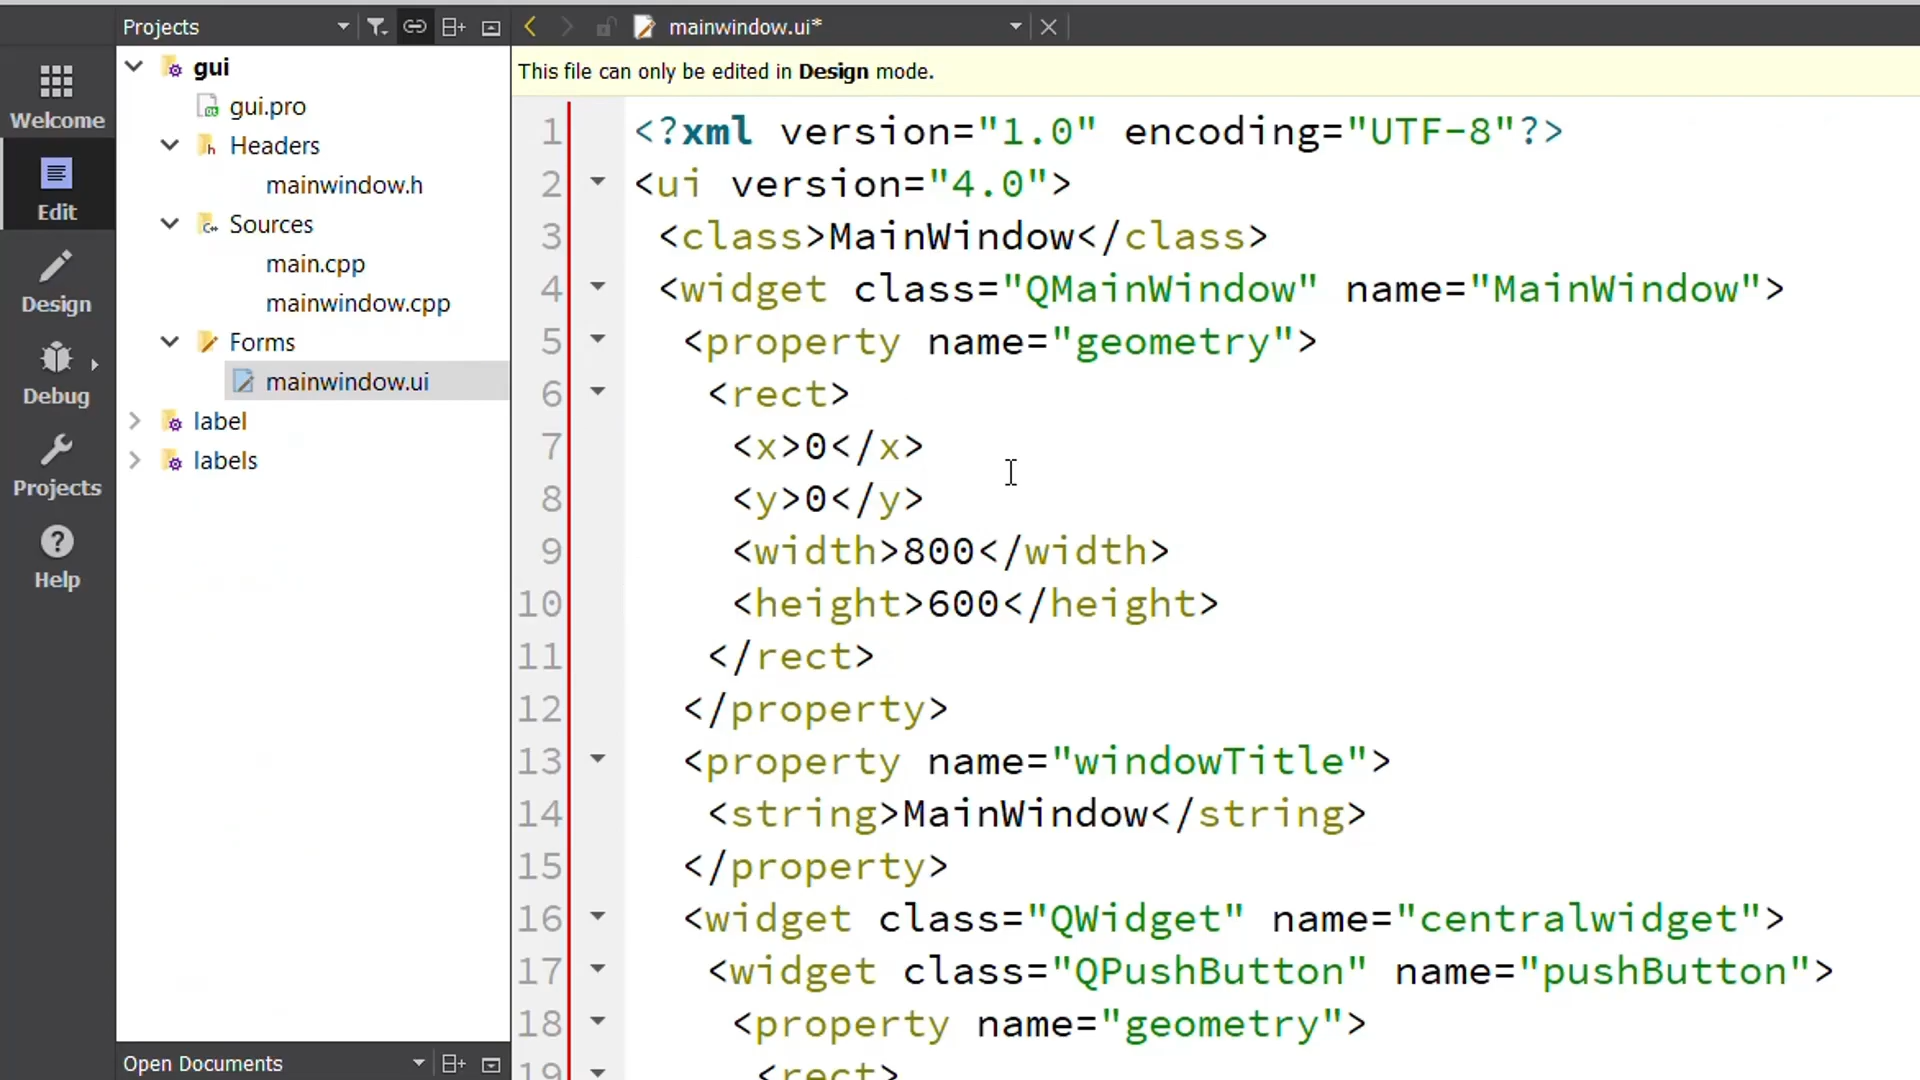 Projects
mainwindow.ui*
Welcome
Edit
Design
Debug
Projects
Help
gui
gui.pro
Headers
mainwindow.h
Sources
main.cpp
mainwindow.cpp
Forms
mainwindow.ui
label
labels
Open Documents
This file can only be edited in Design mode.
1 <?xml version="1.0" encoding="UTF-8"?>
2 <ui version="4.0">
3 <class>MainWindow</class>
4 <widget class="QMainWindow" name="MainWindow">
5 <property name="geometry">
6 <rect>
7 <x>0</x>
8 <y>0</y>
9 <width>800</width>
10 <height>600</height>
11 </rect>
12 </property>
13 <property name="windowTitle">
14 <string>MainWindow</string>
15 </property>
16 <widget class="QWidget" name="centralwidget">
17 <widget class="QPushButton" name="pushButton">
18 <property name="geometry">
19 <rect>